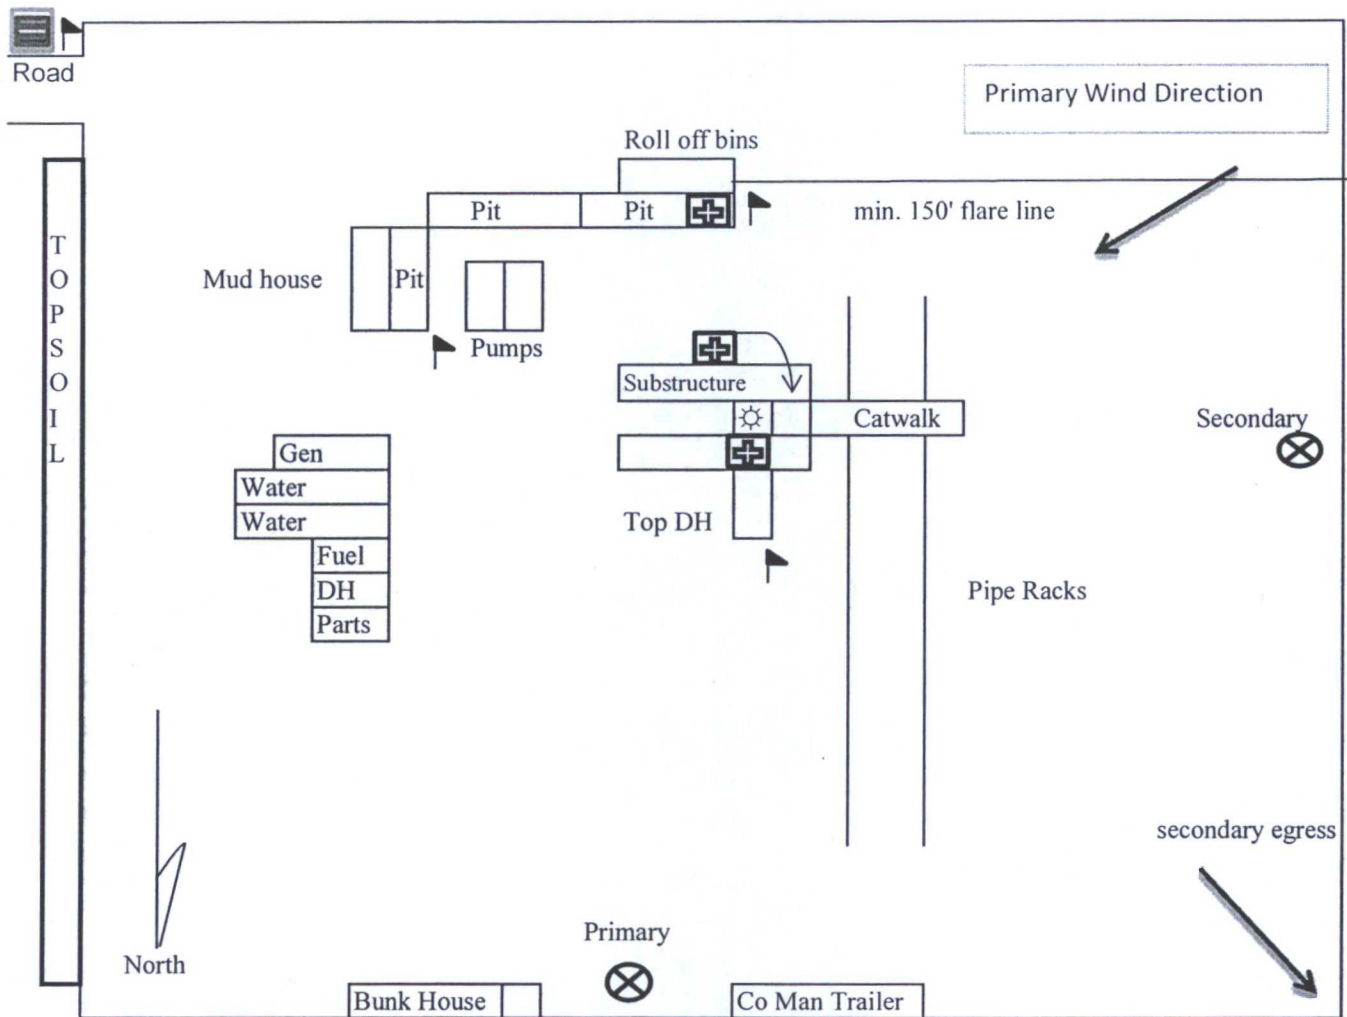 Road
Primary Wind Direction
Roll off bins
Pit
Pit
min. 150' flare line
TOPSOIL
Mud house
Pit
Pumps
Substructure
Catwalk
Secondary
Gen
Water
Water
Top DH
Fuel
DH
Pipe Racks
Parts
secondary egress
Primary
North
Bunk House
Co Man Trailer